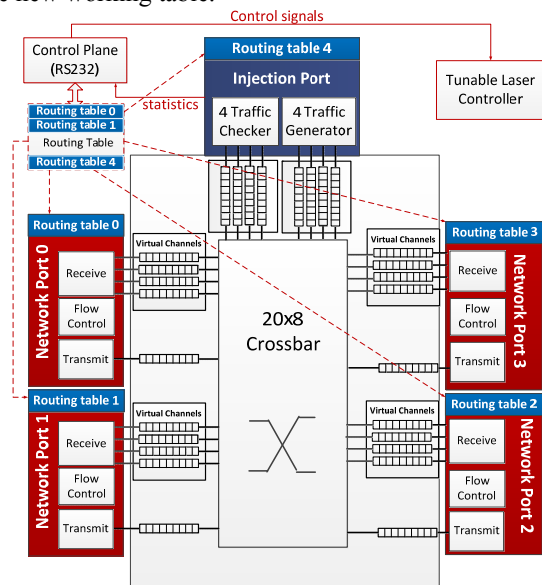 e new working table.
Control signals
Control Plane
(RS232)
Routing table 4
Injection Port
Tunable Laser
Controller
statistics
4 Traffic
Checker
4 Traffic
Generator
Routing table 0
Routing table 1
Routing Table
Routing table 4
Routing table 0
Network Port 0
Receive
Flow
Control
Transmit
Virtual Channels
Routing table 1
Network Port 1
Receive
Flow
Control
Transmit
Virtual Channels
20x8
Crossbar
Virtual Channels
Routing table 3
Network Port 3
Receive
Flow
Control
Transmit
Virtual Channels
Routing table 2
Network Port 2
Receive
Flow
Control
Transmit